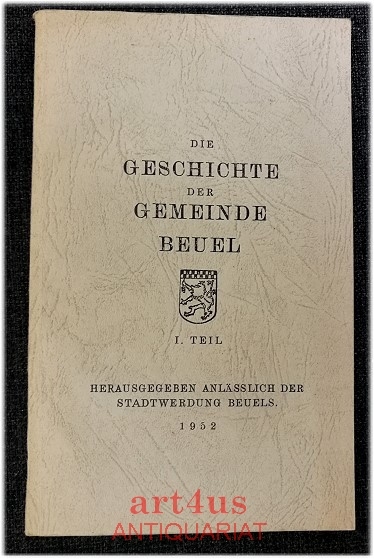 DIE
GESCHICHTE
DER
GEMEINDE
BEUEL
I. TEIL
HERAUSGEGEBEN ANLÄSSLICH DER
STADTWERDUNG BEUELS.
1952
art4us
ANTIQUARIAT